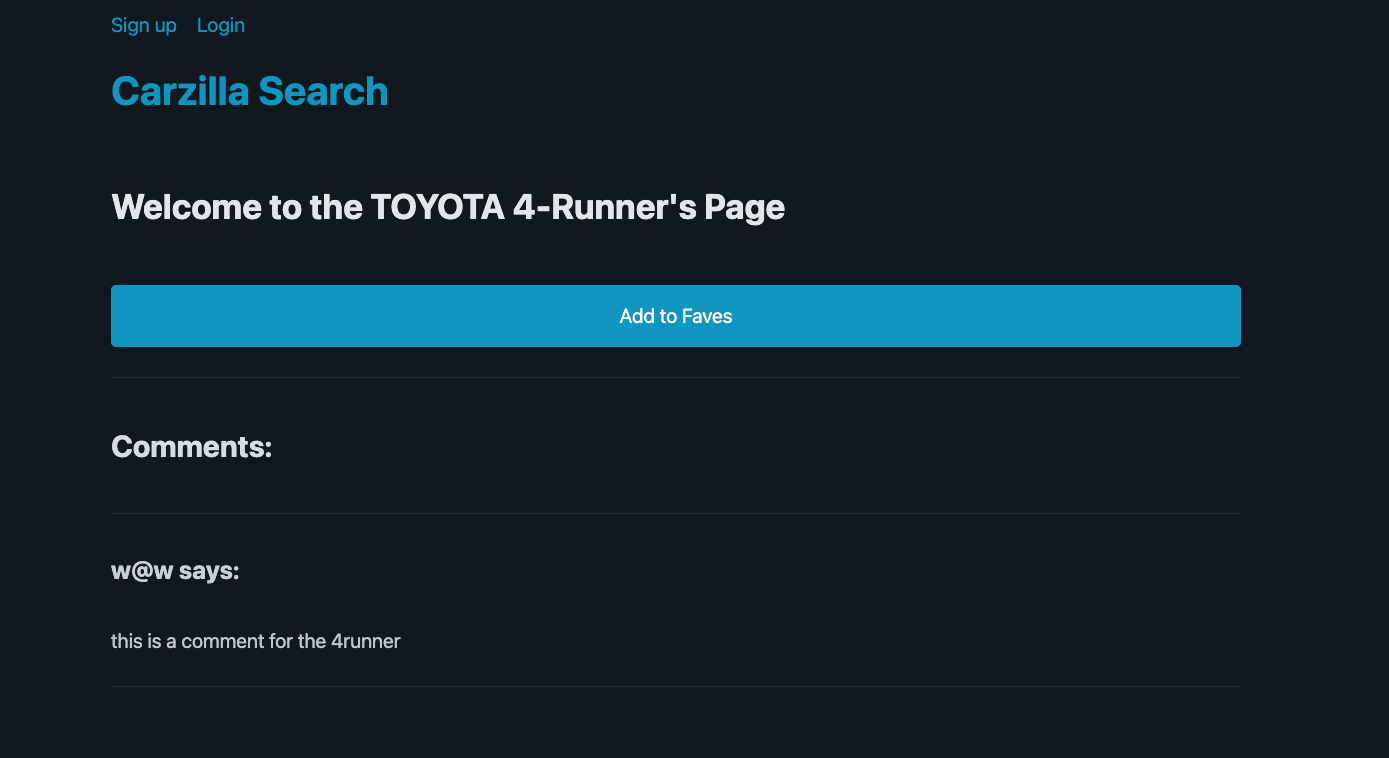 Sign up Login
Carzilla Search
Welcome to the TOYOTA 4-Runner's Page
Add to Faves
Comments:
w@w says:
this is a comment for the 4runner